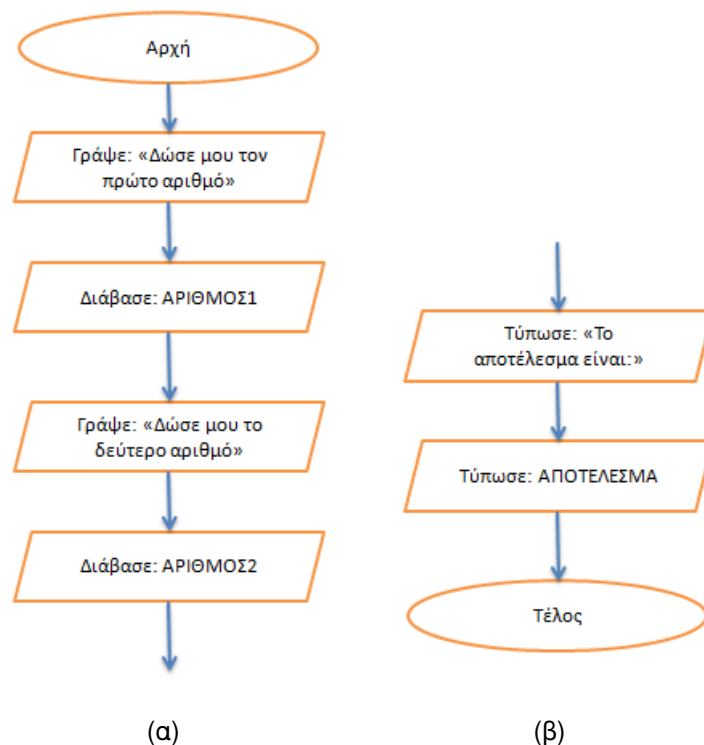 Αρχή
Γράψε: «Δώσε μου τον
πρώτο αριθμό»
Διάβασε: ΑΡΙΘΜΟΣ1
Γράψε: «Δώσε μου το
δεύτερο αριθμό»
Διάβασε: ΑΡΙΘΜΟΣ2
(α)
Τύπωσε: «Το
αποτέλεσμα είναι:»
Τύπωσε: ΑΠΟΤΕΛΕΣΜΑ
Τέλος
(β)